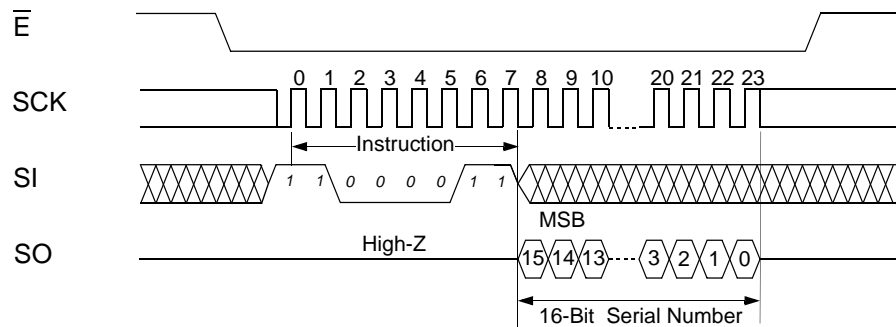 E
SCK
0 1 2 3 4 5 6 7 8 9 10 20 21 22 23
Instruction
SI
1 1 0 0 0 0 1 1
MSB
SO
High-Z
15 14 13 3 2 1 0
16-Bit Serial Number